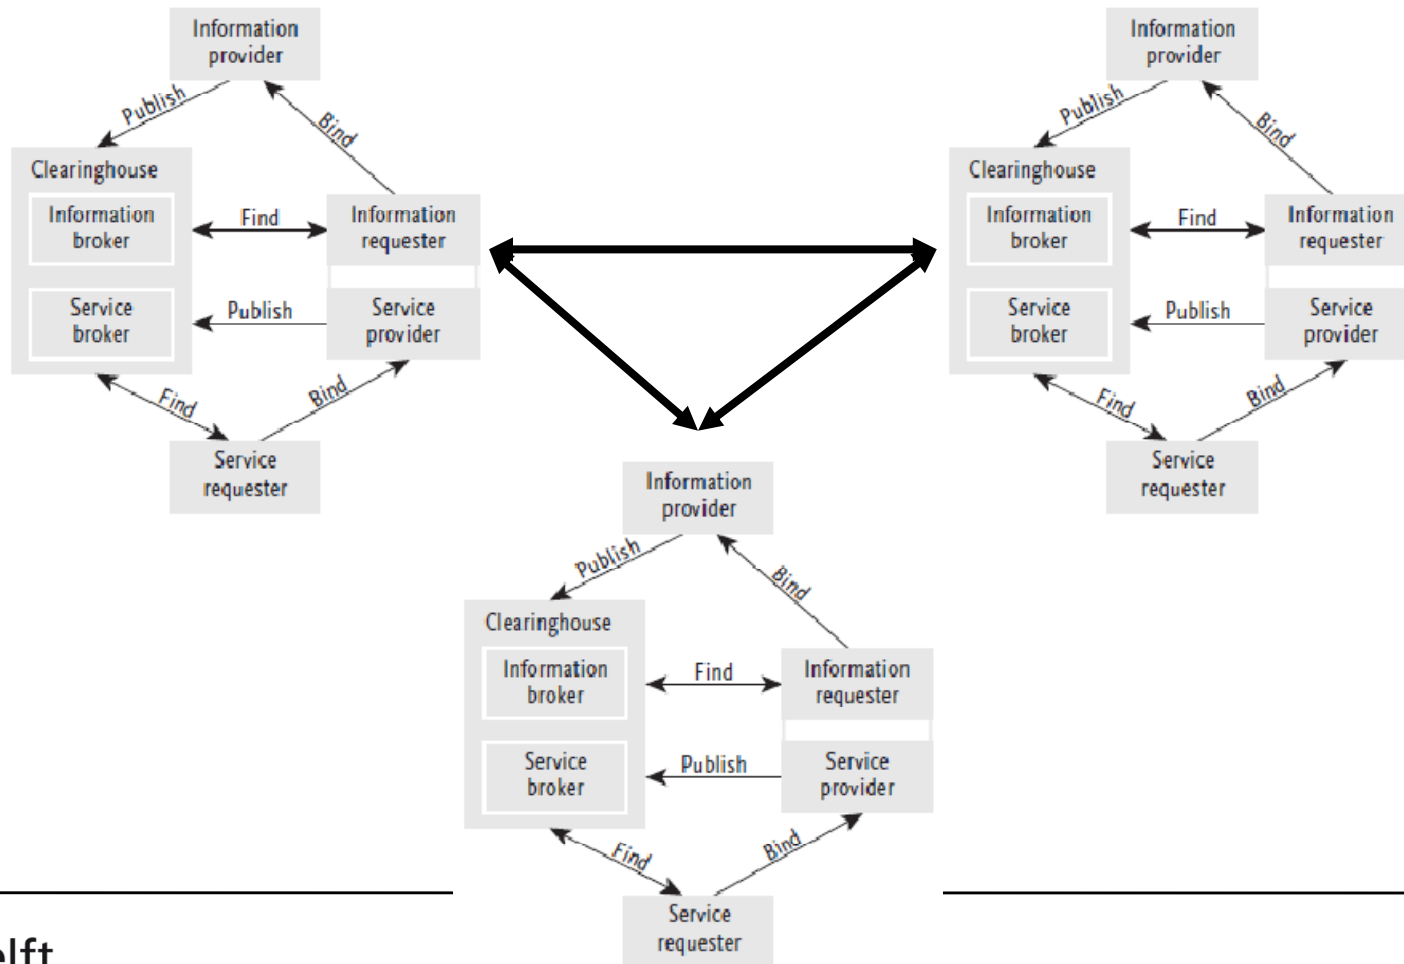 Information
provider
Publish
Bind
Clearinghouse
Information
broker
Find
Information
requester
Service
broker
Publish
Service
provider
Find
Bind
Service
requester
Information
provider
Publish
Bind
Clearinghouse
Information
broker
Find
Information
requester
Service
broker
Publish
Service
provider
Find
Bind
Service
requester
Information
provider
Publish
Bind
Clearinghouse
Information
broker
Find
Information
requester
Service
broker
Publish
Service
provider
Find
Bind
Service
requester
elft